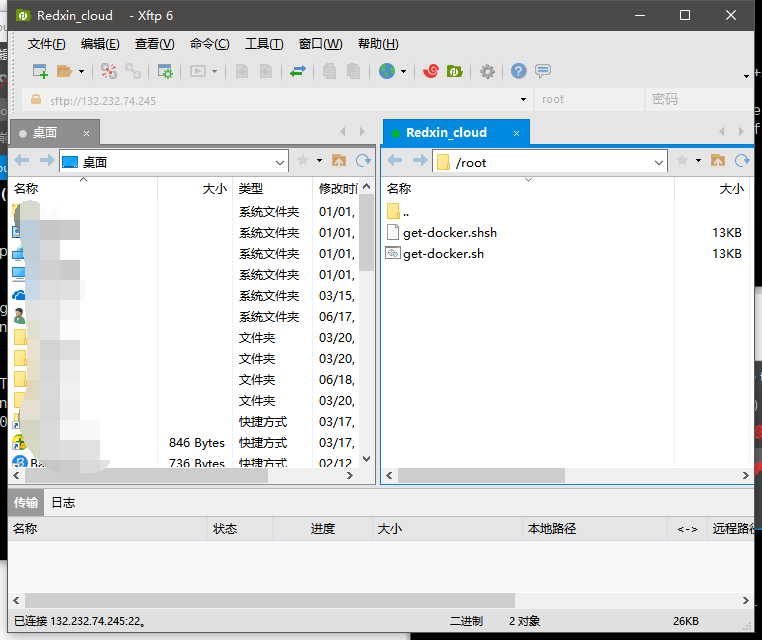 Redxin_cloud - Xftp 6
文件(F) 编辑(E) 查看(V) 命令(C) 工具(T) 窗口(W) 帮助(H)
sftp://132.232.74.245 root 密码
桌面 × Redxin_cloud ×
桌面 /root
名称 大小 类型 修改时间 名称 大小
系统文件夹 01/01, ..
系统文件夹 01/01, get-docker.shsh 13KB
系统文件夹 01/01, get-docker.sh 13KB
系统文件夹 01/01,
系统文件夹 03/15,
系统文件夹 06/17,
文件夹 03/20,
文件夹 03/20,
文件夹 06/18,
文件夹 03/20,
快捷方式 03/17,
846 Bytes 快捷方式 03/17,
736 Bytes 快捷方式 02/12
传输 日志
名称 状态 进度 大小 本地路径 <-> 远程路径
已连接 132.232.74.245:22。 二进制 2 对象 26KB